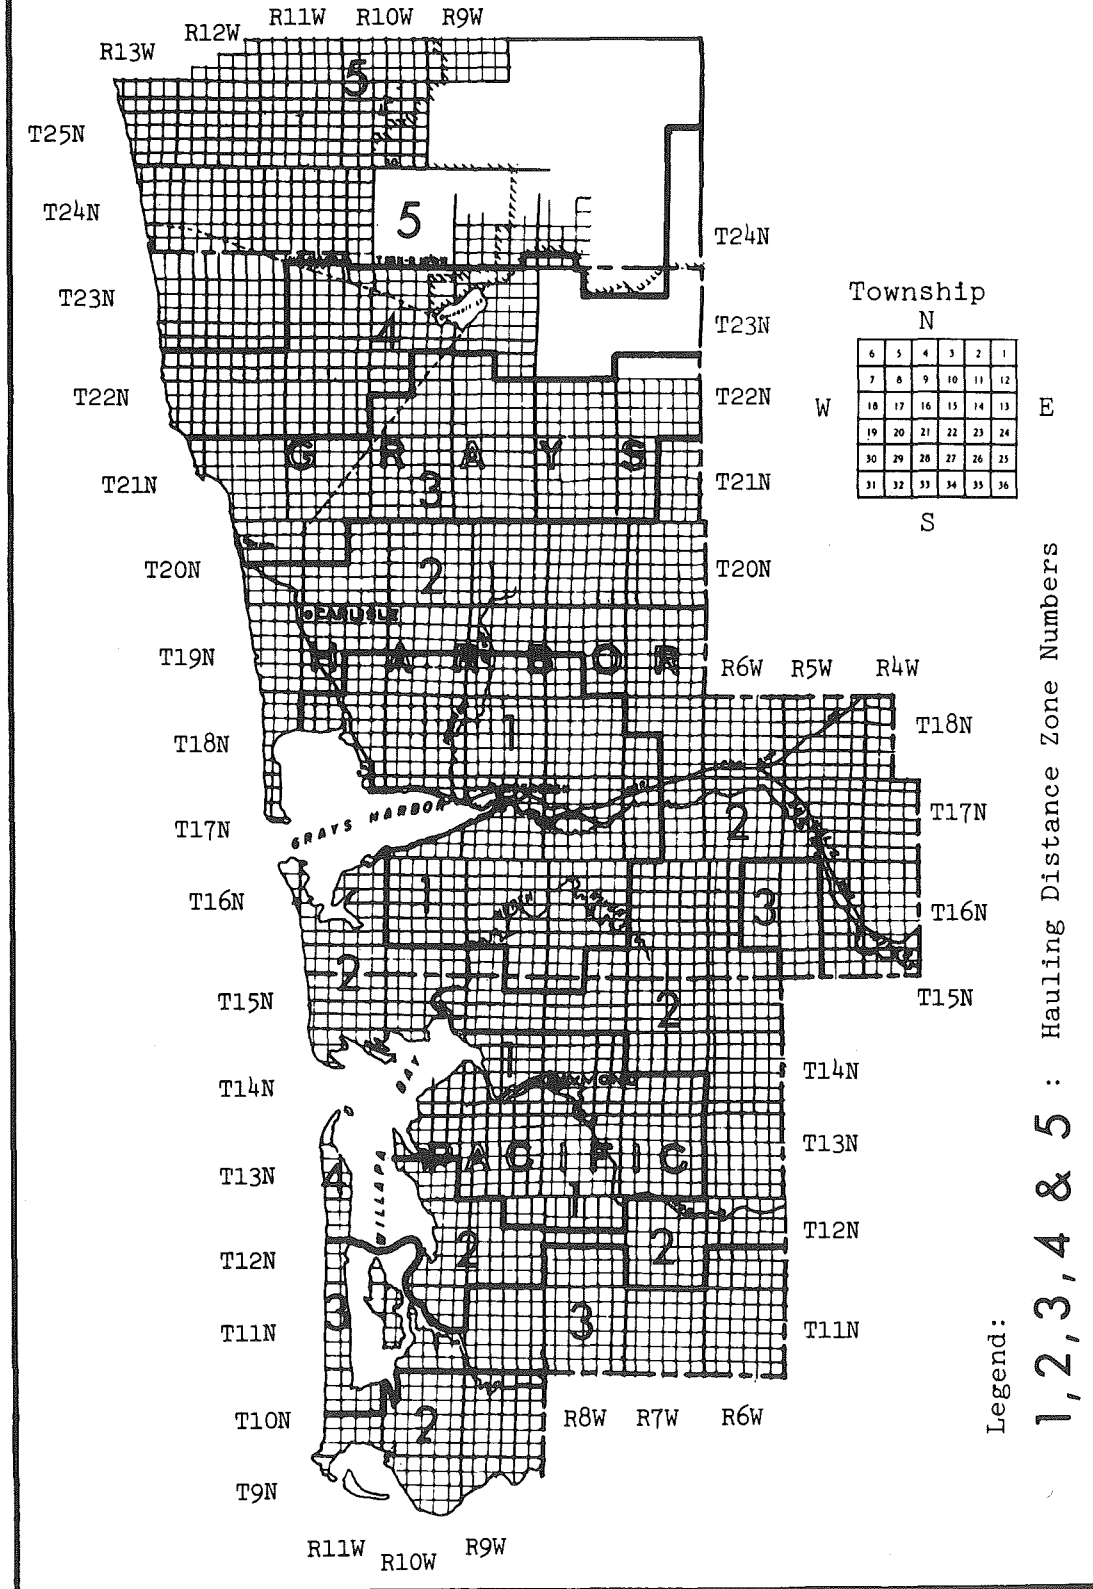 R11W R10W R9W
R12W
R13W
5
T25N
T24N
5
T24N
T23N
4
T23N
T22N
T22N
G R A Y S
T21N
3
T21N
T20N
2
T20N
CARLISLE
T19N
H A R B O R
R6W R5W R4W
T18N
1
T18N
T17N
GRAYS HARBOR
2
T17N
T16N
1
3
T16N
2
T15N
2
T15N
BAY
1
T14N
T14N
RAYMOND
T13N
PACIFIC
T13N
WILLAPA
4
1
T12N
T12N
2
2
3
T11N
3
T11N
T10N
2
R8W R7W R6W
T9N
R11W R10W R9W
Township
N
W
E
S
6 5 4 3 2 1
7 8 9 10 11 12
18 17 16 15 14 13
19 20 21 22 23 24
30 29 28 27 26 25
31 32 33 34 35 36
Legend:
1,2,3,4 & 5 : Hauling Distance Zone Numbers